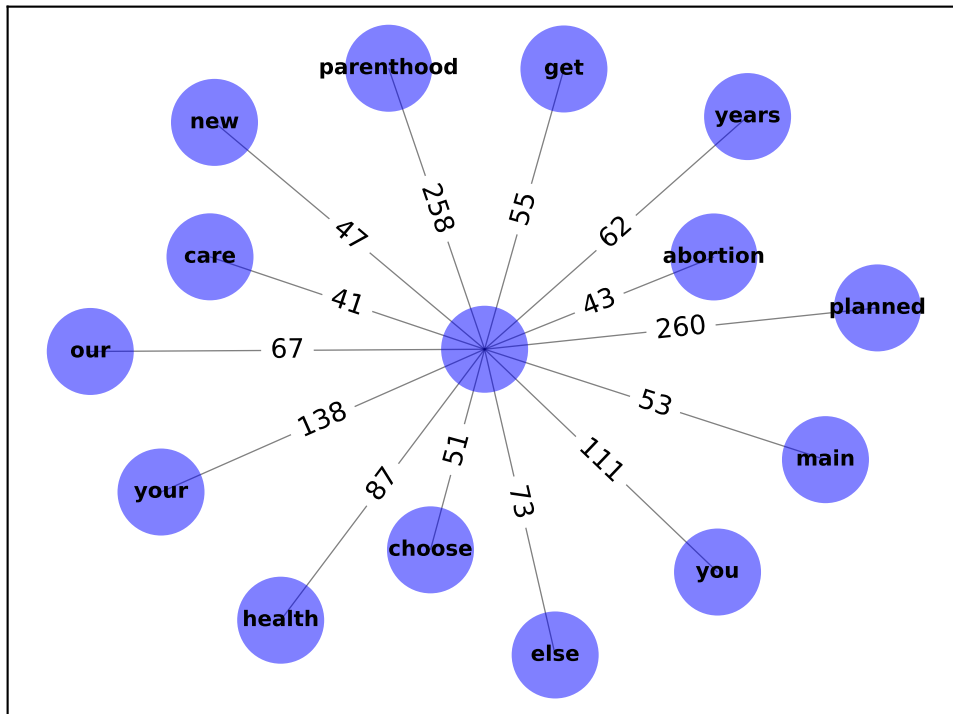 parenthood
get
years
new
258
55
62
47
care
abortion
planned
41
43
260
our
67
53
138
51
111
main
your
87
73
choose
you
health
else